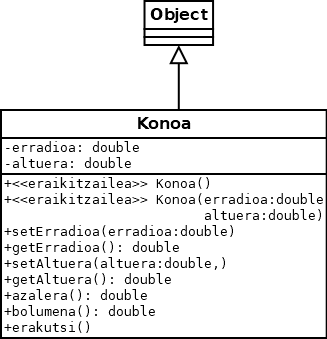 Object
Konoa
-erradioa: double
-altuera: double
+<<eraikitzailea>> Konoa()
+<<eraikitzailea>> Konoa(erradioa:double
altuera:double)
+setErradioa(erradioa:double)
+getErradioa(): double
+setAltuera(altuera:double,)
+getAltuera(): double
+azalera(): double
+bolumena(): double
+erakutsi()